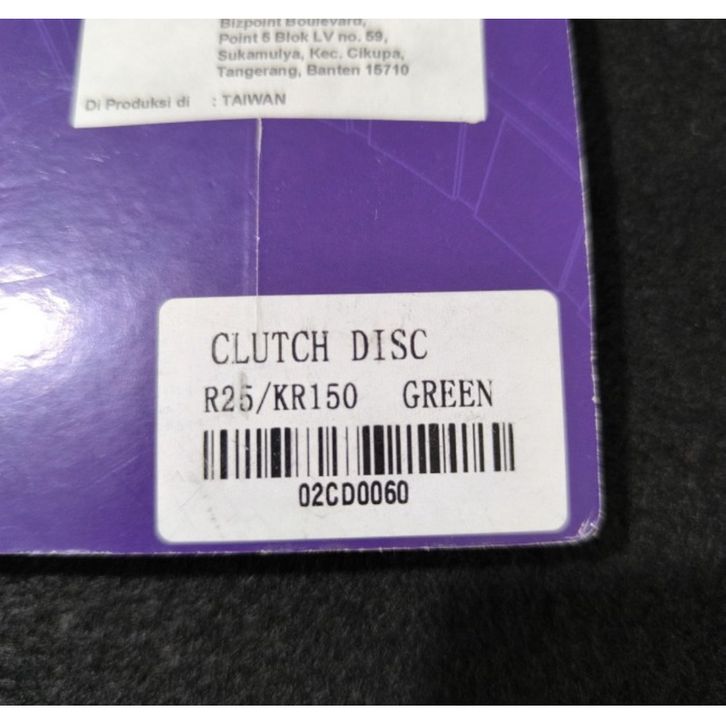 Bizpoint Boulevard,
Point 6 Blok LV no. 59,
Sukamulya, Kec. Cikupa,
Tangerang, Banten 15710
Di Produksi di : TAIWAN
CLUTCH DISC
R25/KR150 GREEN
02CD0060